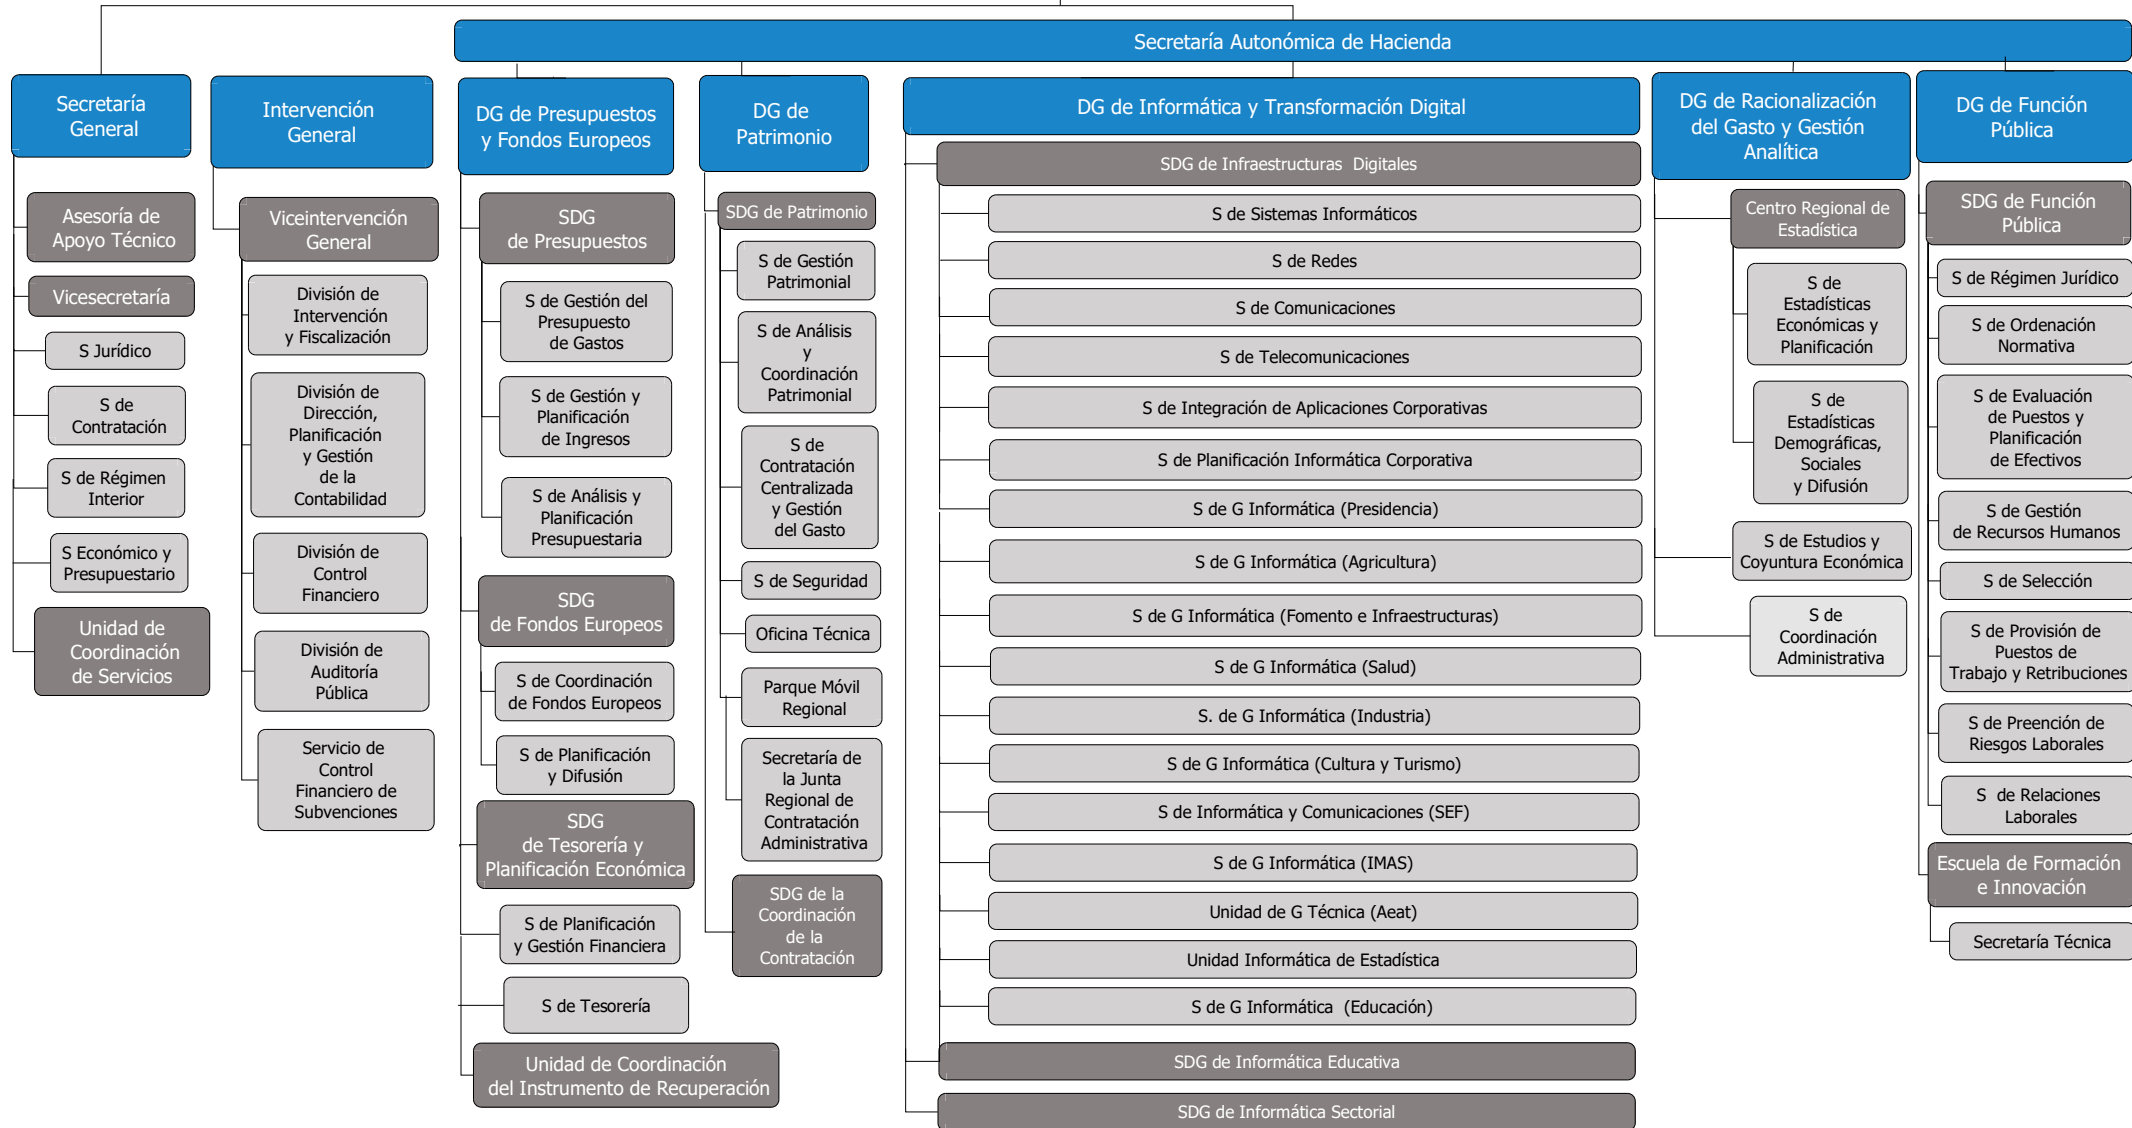 Secretaría Autonómica de Hacienda
Secretaría
General
Asesoría de
Apoyo Técnico
Vicesecretaría
S Jurídico
S de
Contratación
S de Régimen
Interior
S Económico y
Presupuestario
Unidad de
Coordinación
de Servicios
Intervención
General
Viceintervención
General
División de
Intervención
y Fiscalización
División de
Dirección,
Planificación
y Gestión
de la
Contabilidad
División de
Control
Financiero
División de
Auditoría
Pública
Servicio de
Control
Financiero de
Subvenciones
DG de Presupuestos
y Fondos Europeos
SDG
de Presupuestos
S de Gestión del
Presupuesto
de Gastos
S de Gestión y
Planificación
de Ingresos
S de Análisis y
Planificación
Presupuestaria
SDG
de Fondos Europeos
S de Coordinación
de Fondos Europeos
S de Planificación
y Difusión
SDG
de Tesorería y
Planificación Económica
S de Planificación
y Gestión Financiera
S de Tesorería
Unidad de Coordinación
del Instrumento de Recuperación
DG de
Patrimonio
SDG de Patrimonio
S de Gestión
Patrimonial
S de Análisis
y
Coordinación
Patrimonial
S de
Contratación
Centralizada
y Gestión
del Gasto
S de Seguridad
Oficina Técnica
Parque Móvil
Regional
Secretaría de
la Junta
Regional de
Contratación
Administrativa
SDG de la
Coordinación
de la
Contratación
DG de Informática y Transformación Digital
SDG de Infraestructuras Digitales
S de Sistemas Informáticos
S de Redes
S de Comunicaciones
S de Telecomunicaciones
S de Integración de Aplicaciones Corporativas
S de Planificación Informática Corporativa
S de G Informática (Presidencia)
S de G Informática (Agricultura)
S de G Informática (Fomento e Infraestructuras)
S de G Informática (Salud)
S. de G Informática (Industria)
S de G Informática (Cultura y Turismo)
S de Informática y Comunicaciones (SEF)
S de G Informática (IMAS)
Unidad de G Técnica (Aeat)
Unidad Informática de Estadística
S de G Informática (Educación)
SDG de Informática Educativa
SDG de Informática Sectorial
DG de Racionalización
del Gasto y Gestión
Analítica
Centro Regional de
Estadística
S de
Estadísticas
Económicas y
Planificación
S de
Estadísticas
Demográficas,
Sociales
y Difusión
S de Estudios y
Coyuntura Económica
S de
Coordinación
Administrativa
DG de Función
Pública
SDG de Función
Pública
S de Régimen Jurídico
S de Ordenación
Normativa
S de Evaluación
de Puestos y
Planificación
de Efectivos
S de Gestión
de Recursos Humanos
S de Selección
S de Provisión de
Puestos de
Trabajo y Retribuciones
S de Preención de
Riesgos Laborales
S de Relaciones
Laborales
Escuela de Formación
e Innovación
Secretaría Técnica